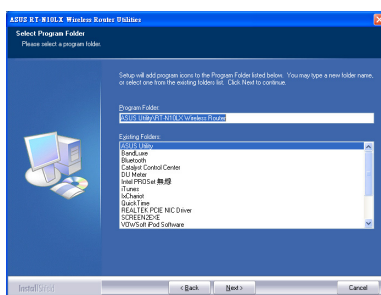 ASUS RT-N10LX Wireless Router Utilities
Select Program Folder
Please select a program folder.
Setup will add program icons to the Program Folder listed below. You may type a new folder name, or select one from the existing folders list. Click Next to continue.
Program Folder:
ASUS Utility\RT-N10LX Wireless Router
Existing Folders:
ASUS Utility
BandLuxe
Bluetooth
Catalyst Control Center
DU Meter
Intel PROSet 無線
iTunes
IxChariot
QuickTime
REALTEK PCIE NIC Driver
SCREEN2EXE
VOWSoft iPod Software
InstallShield
< Back
Next >
Cancel